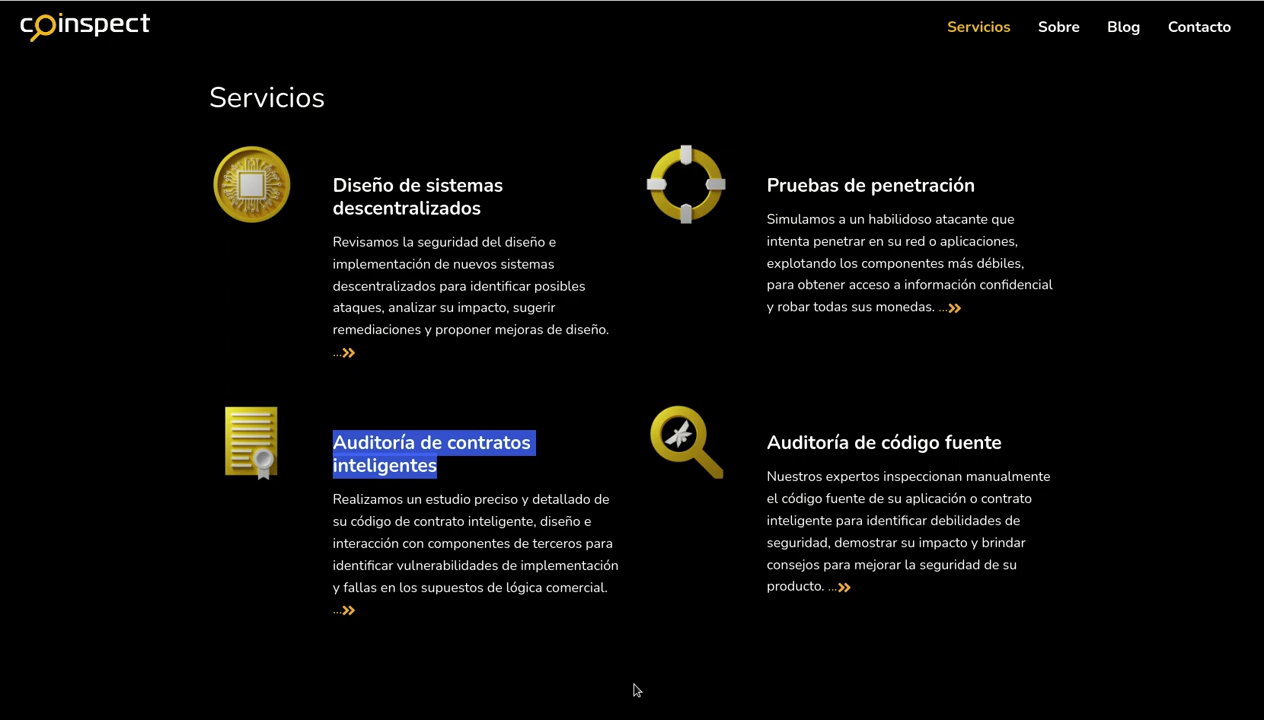 coinspect
Servicios
Sobre
Blog
Contacto
Servicios
Diseño de sistemas
descentralizados
Revisamos la seguridad del diseño e
implementación de nuevos sistemas
descentralizados para identificar posibles
ataques, analizar su impacto, sugerir
remediaciones y proponer mejoras de diseño.
...»
Pruebas de penetración
Simulamos a un habilidoso atacante que
intenta penetrar en su red o aplicaciones,
explotando los componentes más débiles,
para obtener acceso a información confidencial
y robar todas sus monedas. ...»
Auditoría de contratos
inteligentes
Realizamos un estudio preciso y detallado de
su código de contrato inteligente, diseño e
interacción con componentes de terceros para
identificar vulnerabilidades de implementación
y fallas en los supuestos de lógica comercial.
...»
Auditoría de código fuente
Nuestros expertos inspeccionan manualmente
el código fuente de su aplicación o contrato
inteligente para identificar debilidades de
seguridad, demostrar su impacto y brindar
consejos para mejorar la seguridad de su
producto. ...»